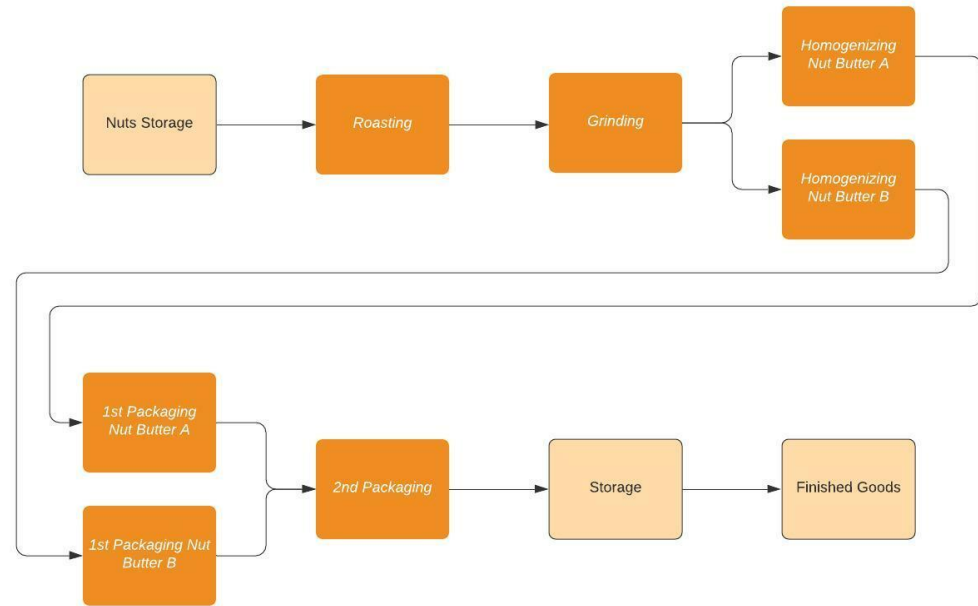 Homogenizing
Nut Butter A
Nuts Storage
Roasting
Grinding
Homogenizing
Nut Butter B
1st Packaging
Nut Butter A
2nd Packaging
Storage
Finished Goods
1st Packaging Nut
Butter B